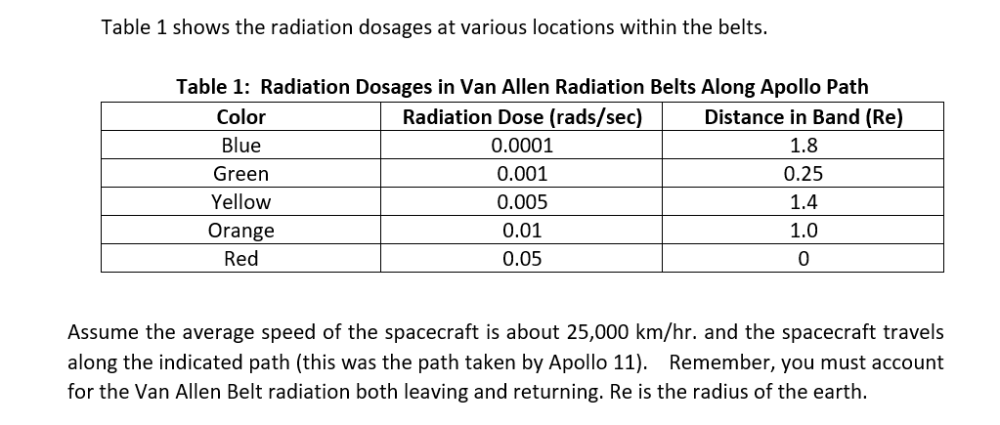 Table 1 shows the radiation dosages at various locations within the belts.
Table 1: Radiation Dosages in Van Allen Radiation Belts Along Apollo Path
Color Radiation Dose (rads/sec) Distance in Band (Re)
Blue 0.0001 1.8
Green 0.001 0.25
Yellow 0.005 1.4
Orange 0.01 1.0
Red 0.05 0
Assume the average speed of the spacecraft is about 25,000 km/hr. and the spacecraft travels
along the indicated path (this was the path taken by Apollo 11). Remember, you must account
for the Van Allen Belt radiation both leaving and returning. Re is the radius of the earth.